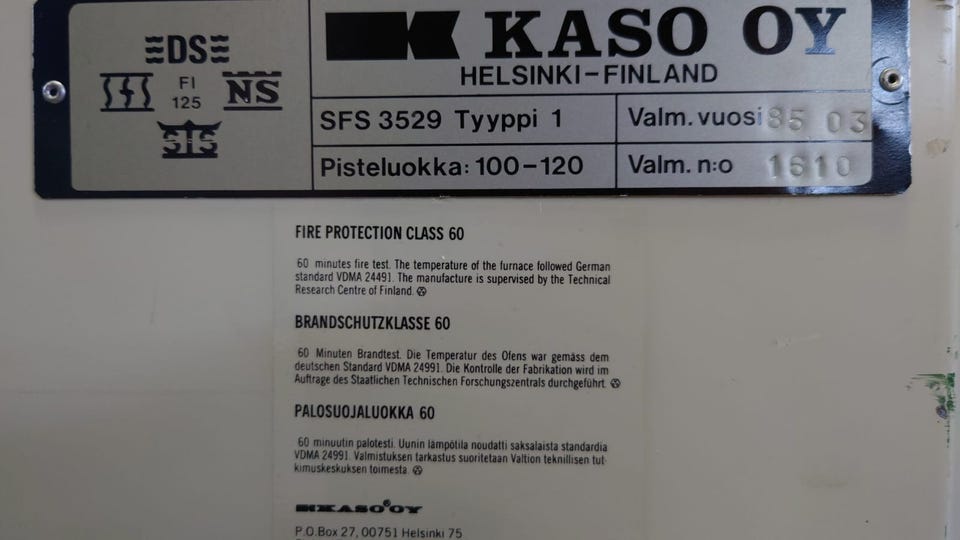 DS
SFS
FI
125
NS
SIS
KASO OY
HELSINKI-FINLAND
SFS 3529 Tyyppi 1
Valm. vuosi 85 03
Pisteluokka: 100-120
Valm. n:o 1610
FIRE PROTECTION CLASS 60
60 minutes fire test. The temperature of the furnace followed German
standard VDMA 24491. The manufacture is supervised by the Technical
Research Centre of Finland.
BRANDSCHUTZKLASSE 60
60 Minuten Brandtest. Die Temperatur des Ofens war gemäss dem
deutschen Standard VDMA 24991. Die Kontrolle der Fabrikation wird im
Auftrage des Staatlichen Technischen Forschungszentrals durchgeführt.
PALOSUOJALUOKKA 60
60 minuutin palotesti. Uunin lämpötila noudatti saksalaista standardia
VDMA 24991. Valmistuksen tarkastus suoritetaan Valtion teknillisen tut-
kimuskeskuksen toimesta.
KASO OY
P.O.Box 27, 00751 Helsinki 75